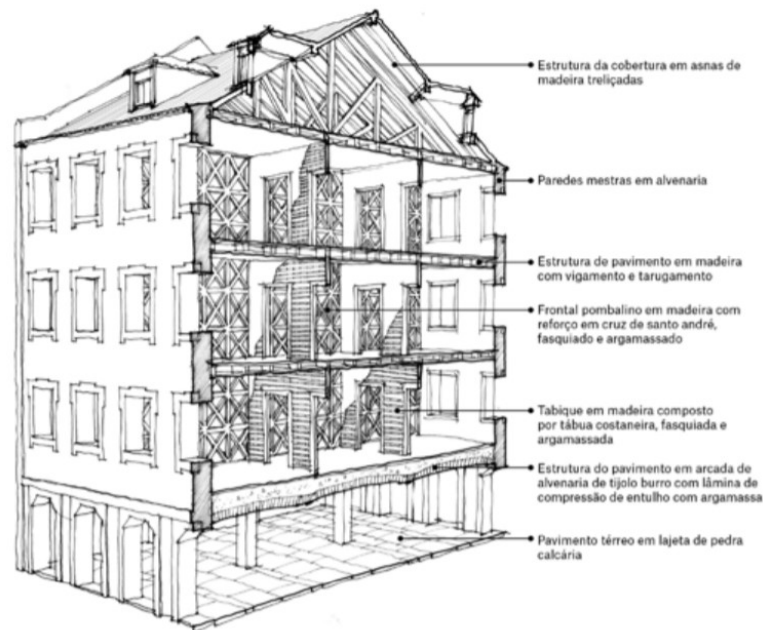 Estrutura da cobertura em asnas de
madeira treliçadas
Paredes mestras em alvenaria
Estrutura de pavimento em madeira
com vigamento e tarugamento
Frontal pombalino em madeira com
reforço em cruz de santo andré,
fasquiado e argamassado
Tabique em madeira composto
por tábua costaneira, fasquiada e
argamassada
Estrutura do pavimento em arcada de
alvenaria de tijolo burro com lâmina de
compressão de entulho com argamassa
Pavimento térreo em lajeta de pedra
calcária